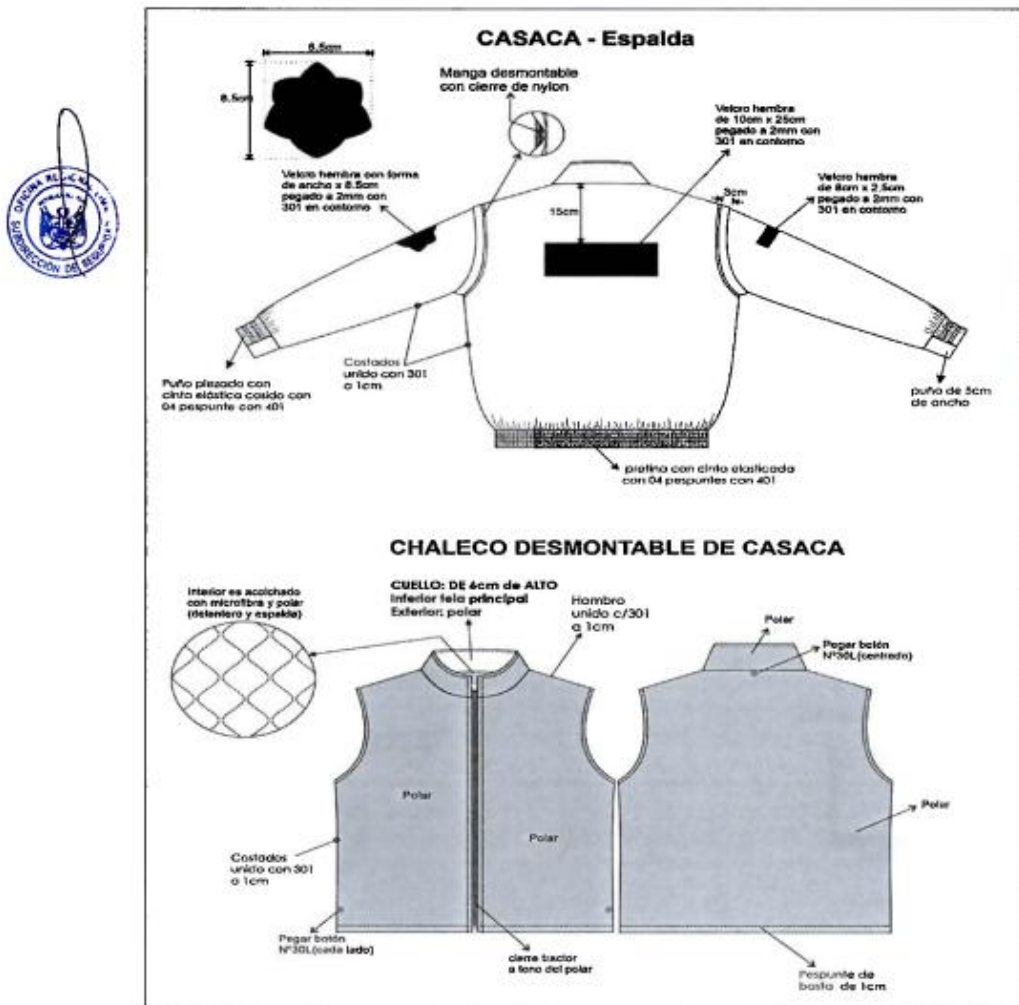 CASACA - Espalda
8.5cm
8.5cm
Manga desmontable
con cierre de nylon
Velcro hembra
de 10cm x 25cm
pegado a 2mm con
301 en contorno
Velcro hembra con forma
de ancho x 8.5cm
pegado a 2mm con
301 en contorno
Velcro hembra
de 8cm x 2.5cm
pegado a 2mm con
301 en contorno
15cm
3cm
Costados
unido con 301
a 1cm
Puño plezado con
cinta elástica cosido con
04 pespunte con 401
puño de 5cm
de ancho
pretina con cinta elasticada
con 04 pespuntes con 401
CHALECO DESMONTABLE DE CASACA
Interior es acolchado
con microfibra y polar
(delantero y espalda)
CUELLO: DE 6cm de ALTO
Inferior tela principal
Exterior: polar
Hombro
unido c/301
a 1cm
Polar
Pegar botón
N°30L(centrado)
Polar
Polar
Polar
Costados
unido con 301
a 1cm
Pegar botón
N°30L(cada lado)
cierre tractor
a tono del polar
Pespunte de
basta de 1cm
OFICINA REGIONAL LIMA
SUBDIRECCIÓN DE SEGURIDAD